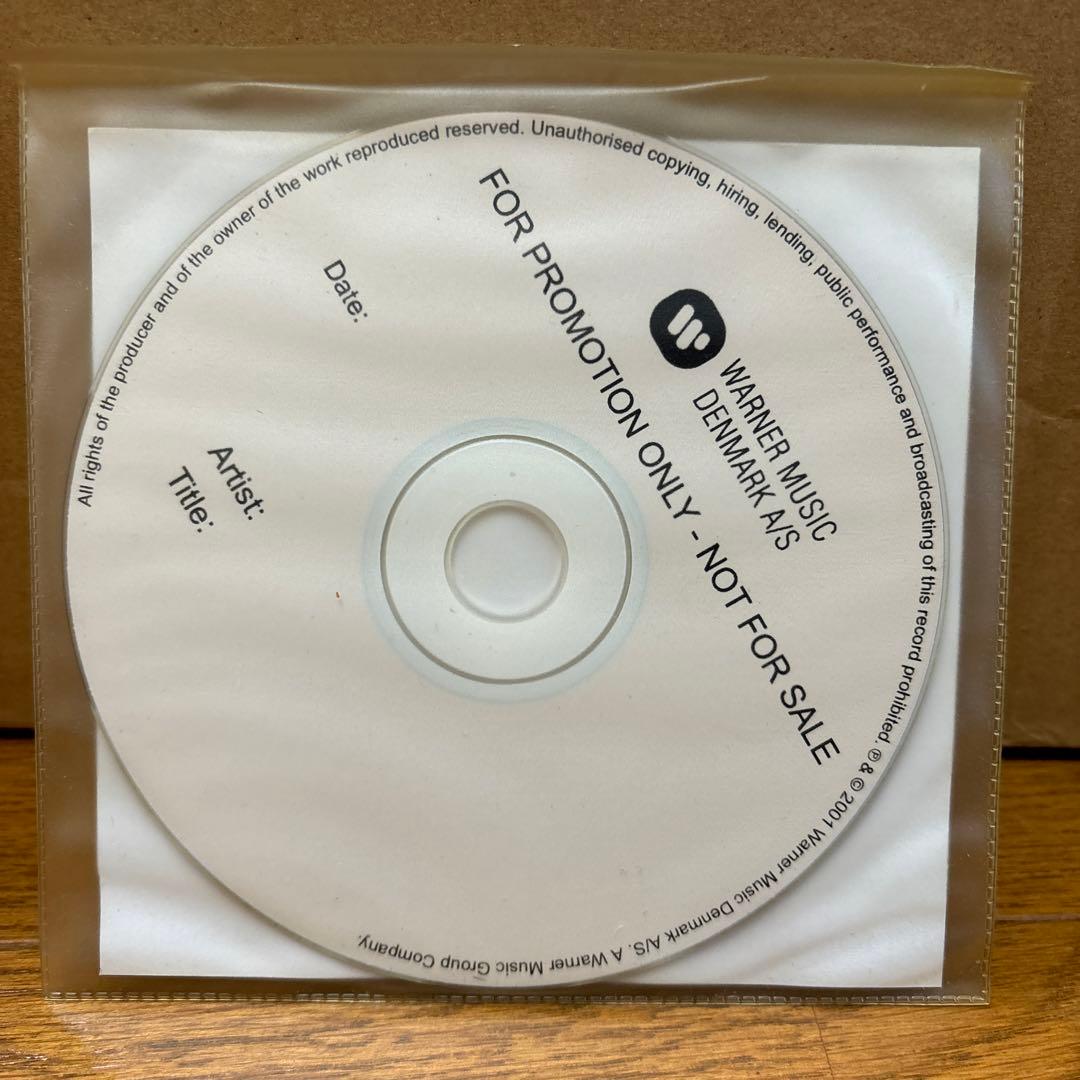 All rights of the producer and of the owner of the work reproduced reserved. Unauthorised copying, hiring, lending, public performance and broadcasting of this record prohibited. ℗ & © 2001 Warner Music Denmark A/S. A Warner Music Group Company.
WARNER MUSIC
DENMARK A/S
FOR PROMOTION ONLY - NOT FOR SALE
Date:
Artist:
Title: